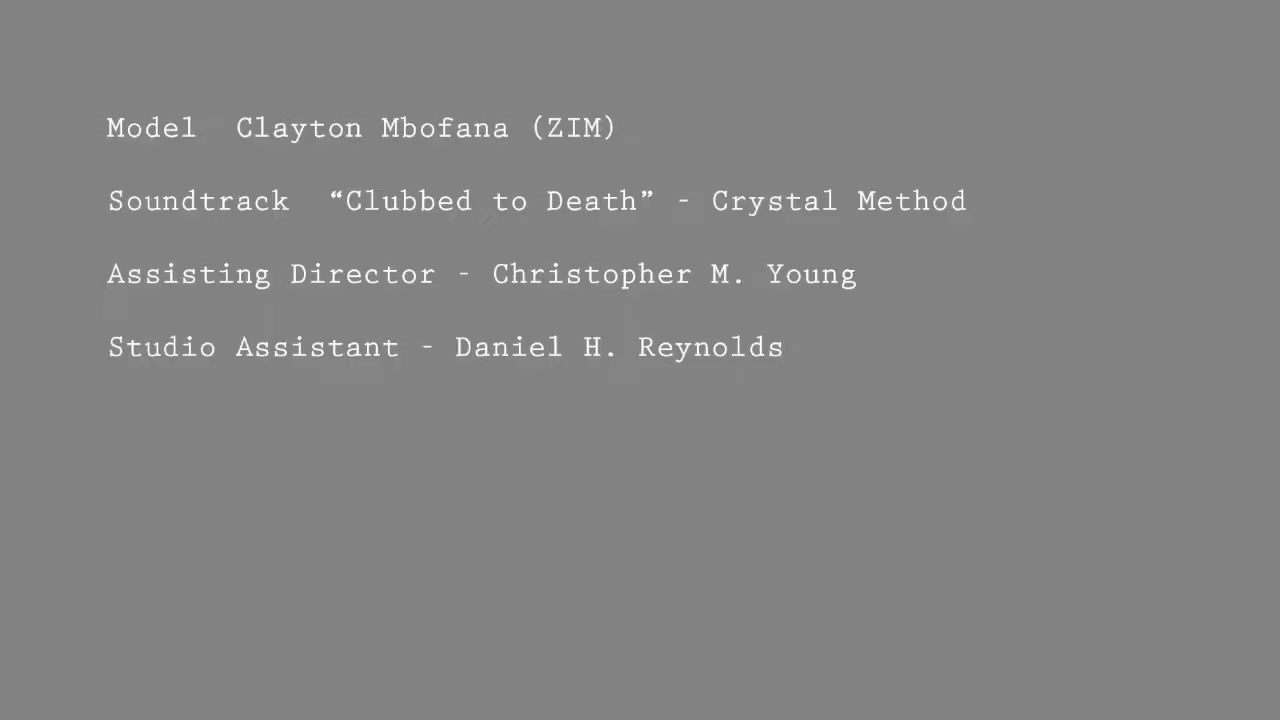 Model  Clayton Mbofana (ZIM)
Soundtrack  “Clubbed to Death” - Crystal Method
Assisting Director - Christopher M. Young
Studio Assistant - Daniel H. Reynolds